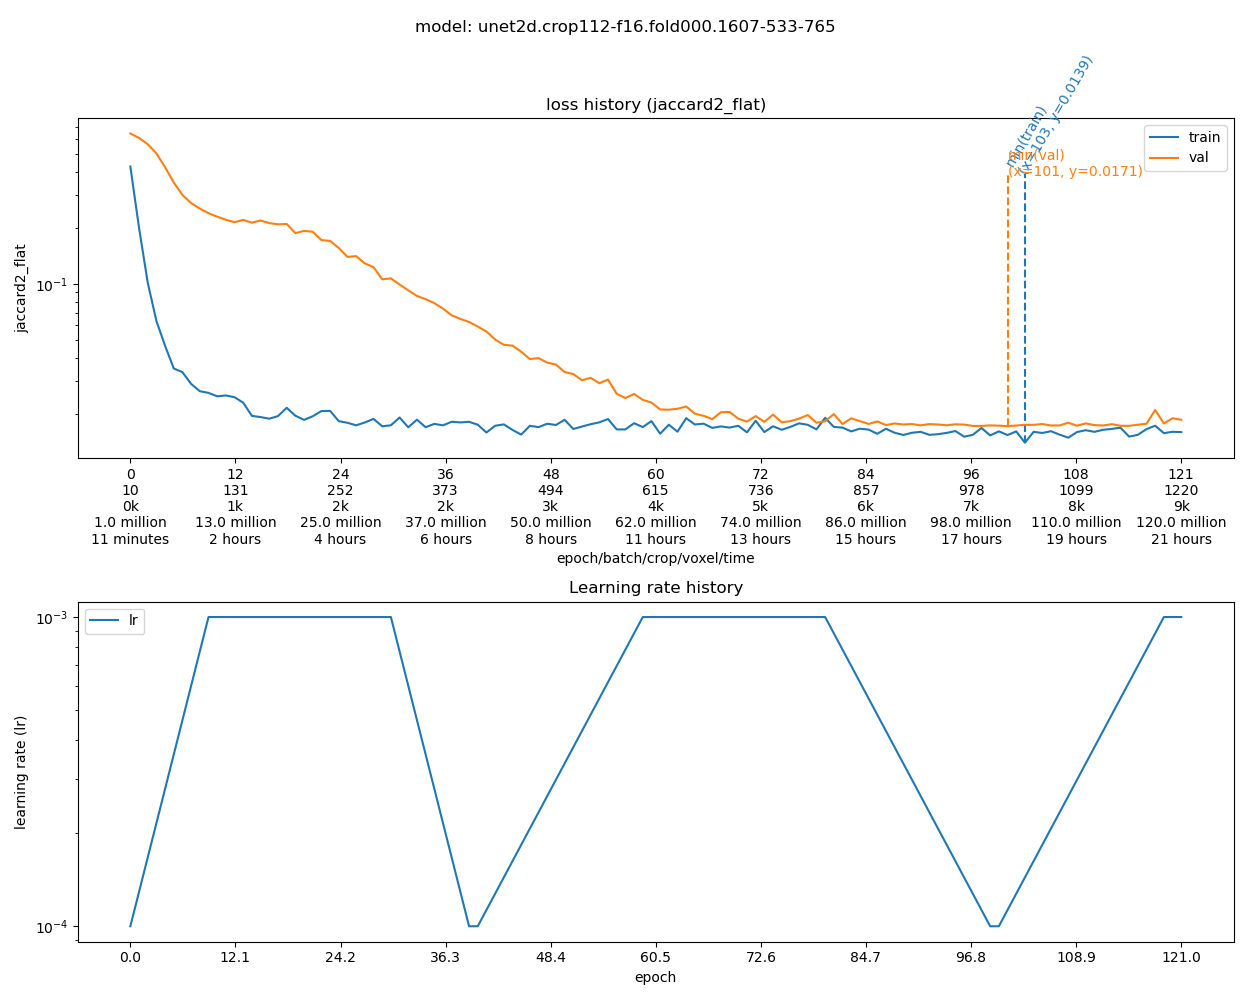 model: unet2d.crop112-f16.fold000.1607-533-765
loss history (jaccard2_flat)
min(train)
(x=103, y=0.0139)
min(val)
(x=101, y=0.0171)
train
val
jaccard2_flat
10⁻¹
0 12 24 36 48 60 72 84 96 108 121
10 131 252 373 494 615 736 857 978 1099 1220
0k 1k 2k 2k 3k 4k 5k 6k 7k 8k 9k
1.0 million 13.0 million 25.0 million 37.0 million 50.0 million 62.0 million 74.0 million 86.0 million 98.0 million 110.0 million 120.0 million
11 minutes 2 hours 4 hours 6 hours 8 hours 11 hours 13 hours 15 hours 17 hours 19 hours 21 hours
epoch/batch/crop/voxel/time
Learning rate history
lr
learning rate (lr)
10⁻³
10⁻⁴
0.0 12.1 24.2 36.3 48.4 60.5 72.6 84.7 96.8 108.9 121.0
epoch